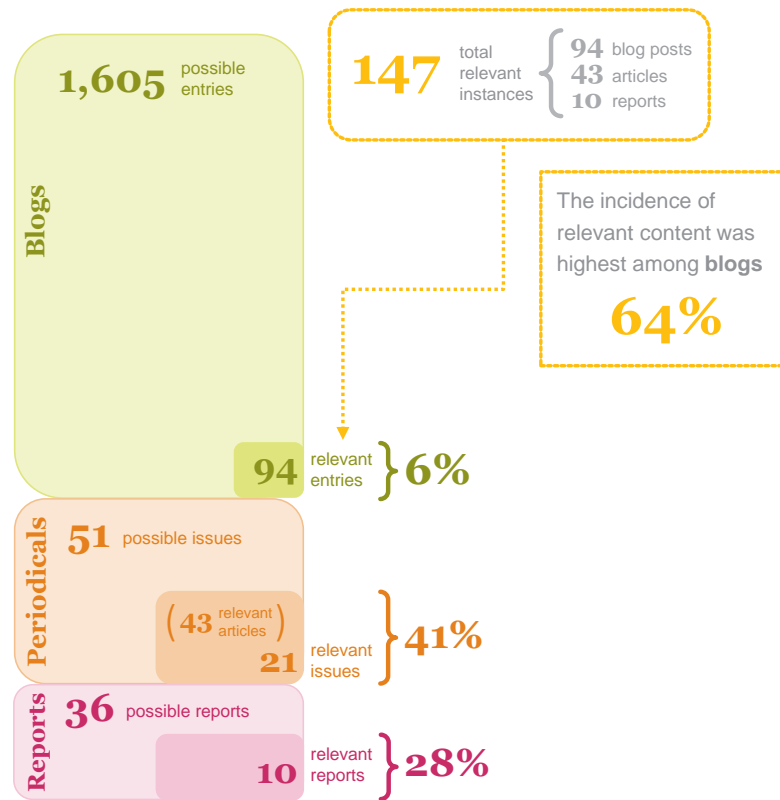 Blogs
1,605 possible
entries
147 total
relevant
instances
94 blog posts
43 articles
10 reports
The incidence of
relevant content was
highest among blogs
64%
94 relevant
entries
6%
Periodicals
51 possible issues
(43 relevant
articles)
21 relevant
issues
41%
Reports
36 possible reports
10 relevant
reports
28%